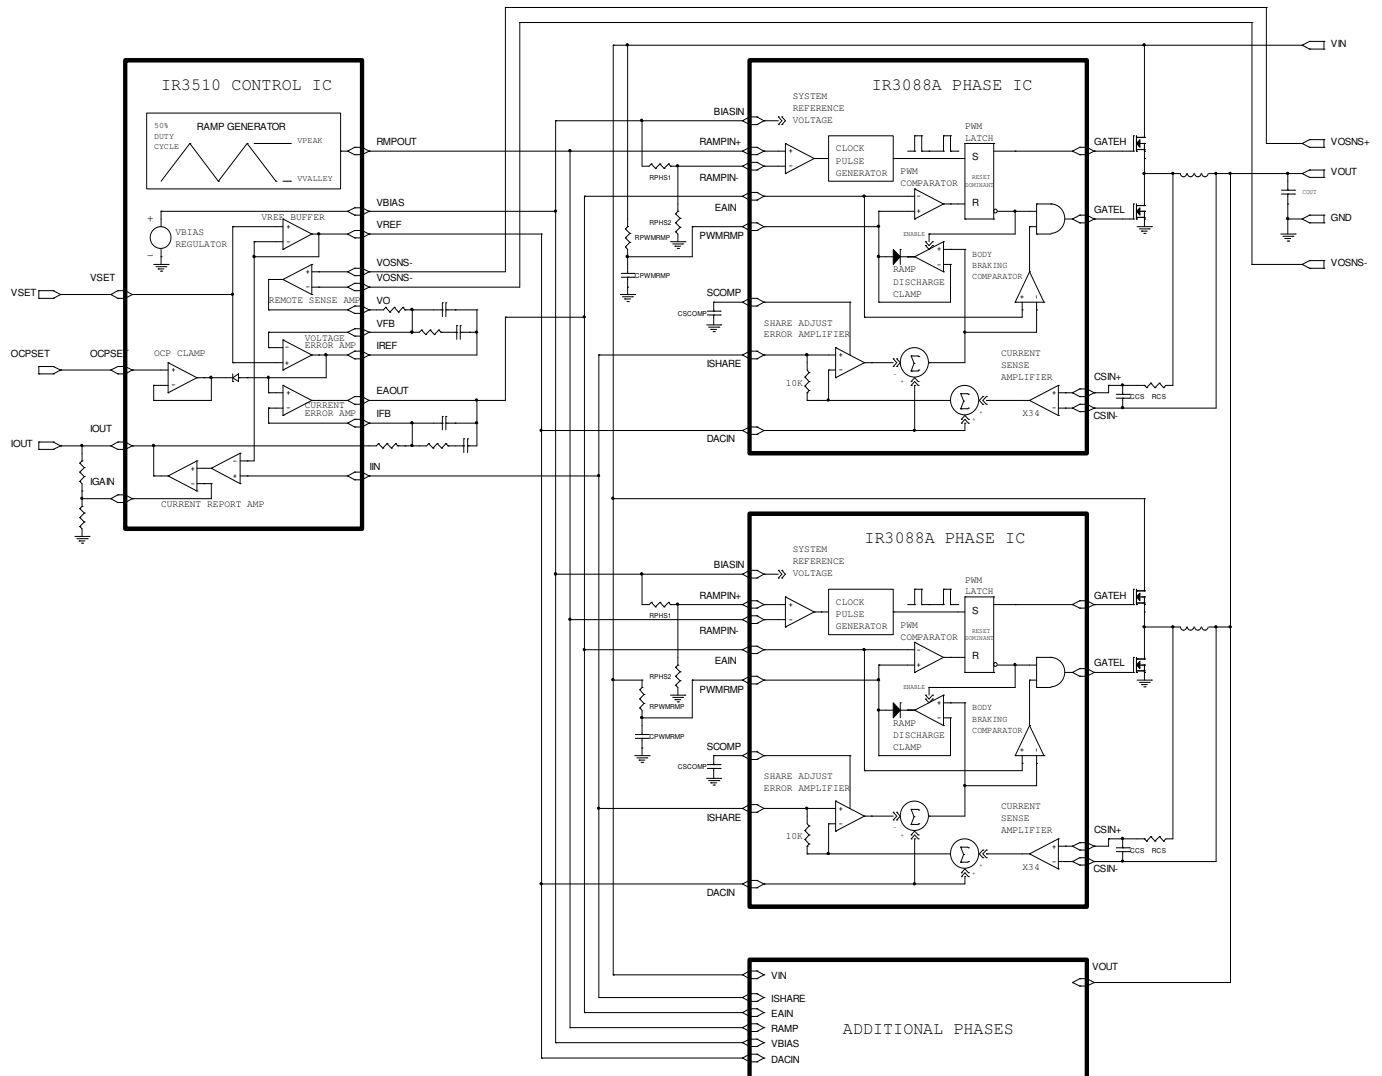 VIN
IR3510 CONTROL IC
50%
DUTY
CYCLE
RAMP GENERATOR
VPEAK
VVALLEY
RMPOUT
VBIAS
VREF BUFFER
VREF
+
−
VBIAS
REGULATOR
VOSNS-
VOSNS-
REMOTE SENSE AMP
VSET
VSET
VO
VFB
VOLTAGE
ERROR AMP
IREF
OCPSET
OCPSET
OCP CLAMP
EAOUT
CURRENT
ERROR AMP
IFB
IOUT
IOUT
IIN
IGAIN
CURRENT REPORT AMP
IR3088A PHASE IC
SYSTEM
REFERENCE
VOLTAGE
BIASIN
RAMPIN+
RPHS1
RAMPIN-
CLOCK
PULSE
GENERATOR
PWM
LATCH
S
RESET
DOMINANT
R
PWM
COMPARATOR
EAIN
RPHS2
RPWMRMP
PWMRMP
CPWMRMP
ENABLE
RAMP
DISCHARGE
CLAMP
BODY
BRAKING
COMPARATOR
GATEH
GATEL
VOSNS+
VOUT
COUT
GND
VOSNS-
SCOMP
CSCOMP
SHARE ADJUST
ERROR AMPLIFIER
ISHARE
10K
Σ
Σ
CURRENT
SENSE
AMPLIFIER
X34
CSIN+
CCS RCS
CSIN-
DACIN
IR3088A PHASE IC
SYSTEM
REFERENCE
VOLTAGE
BIASIN
RAMPIN+
RPHS1
RAMPIN-
CLOCK
PULSE
GENERATOR
PWM
LATCH
S
RESET
DOMINANT
R
PWM
COMPARATOR
EAIN
RPHS2
PWMRMP
RPWMRMP
CPWMRMP
ENABLE
RAMP
DISCHARGE
CLAMP
BODY
BRAKING
COMPARATOR
GATEH
GATEL
SCOMP
CSCOMP
SHARE ADJUST
ERROR AMPLIFIER
ISHARE
10K
Σ
Σ
CURRENT
SENSE
AMPLIFIER
X34
CSIN+
CCS RCS
CSIN-
DACIN
VOUT
VIN
ISHARE
EAIN
RAMP
VBIAS
DACIN
ADDITIONAL PHASES